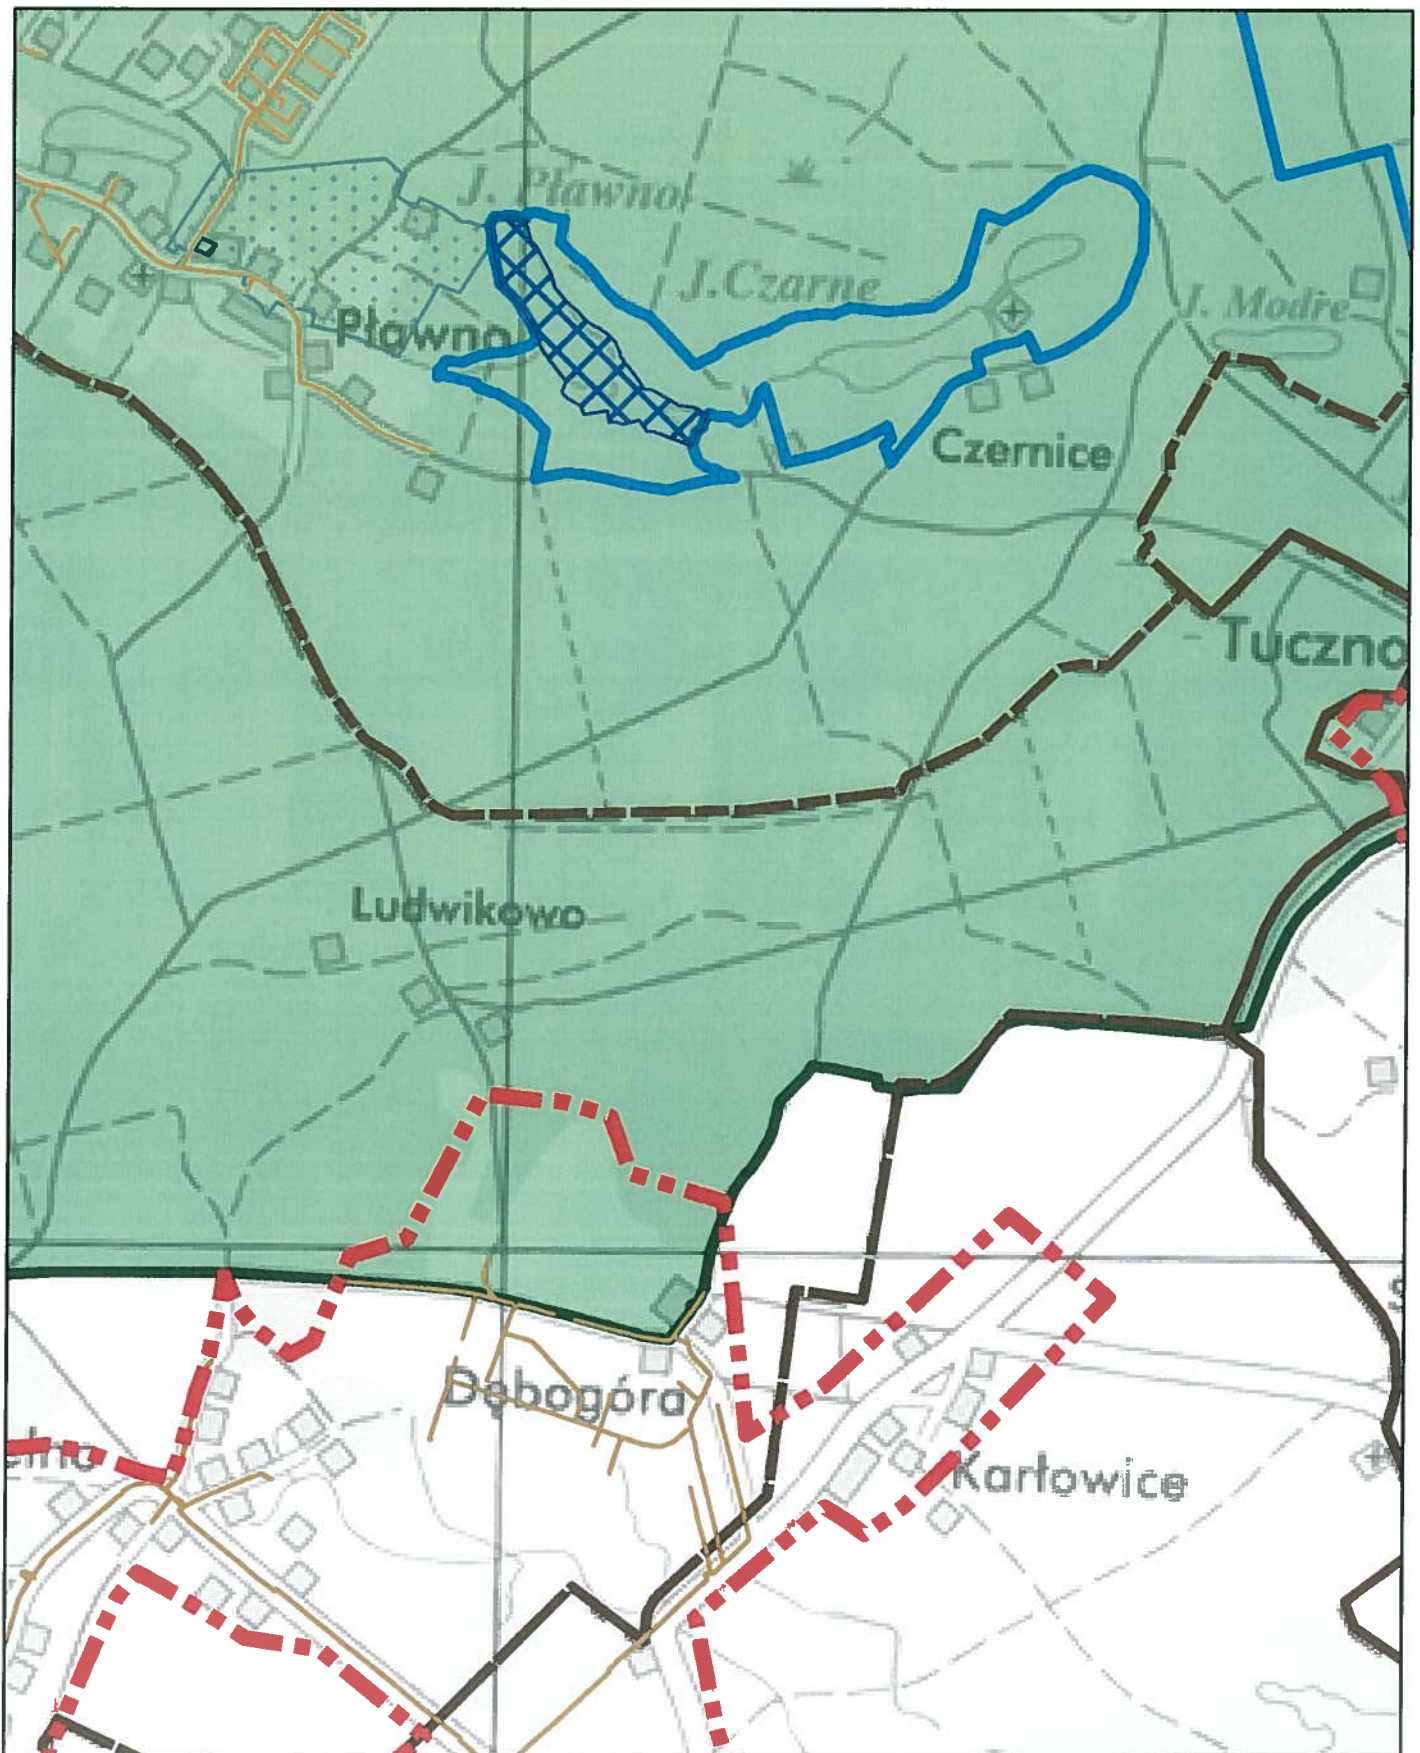 J. Pławno
J.Czarne
J. Modre
Pławno
Czernice
Tuczno
Ludwikowo
Dębogóra
Karłowice